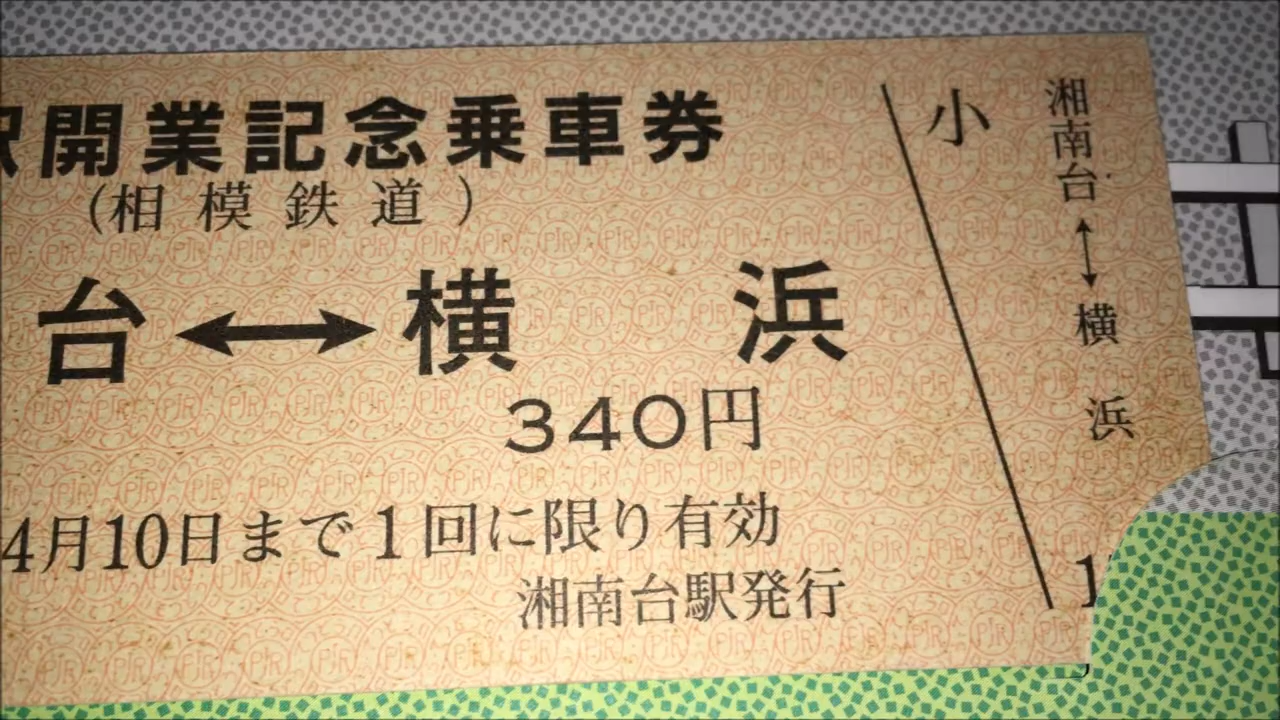 駅開業記念乗車券
(相模鉄道)
台↔横浜
340円
4月10日まで1回に限り有効
湘南台駅発行
小
湘南台↔横浜
1